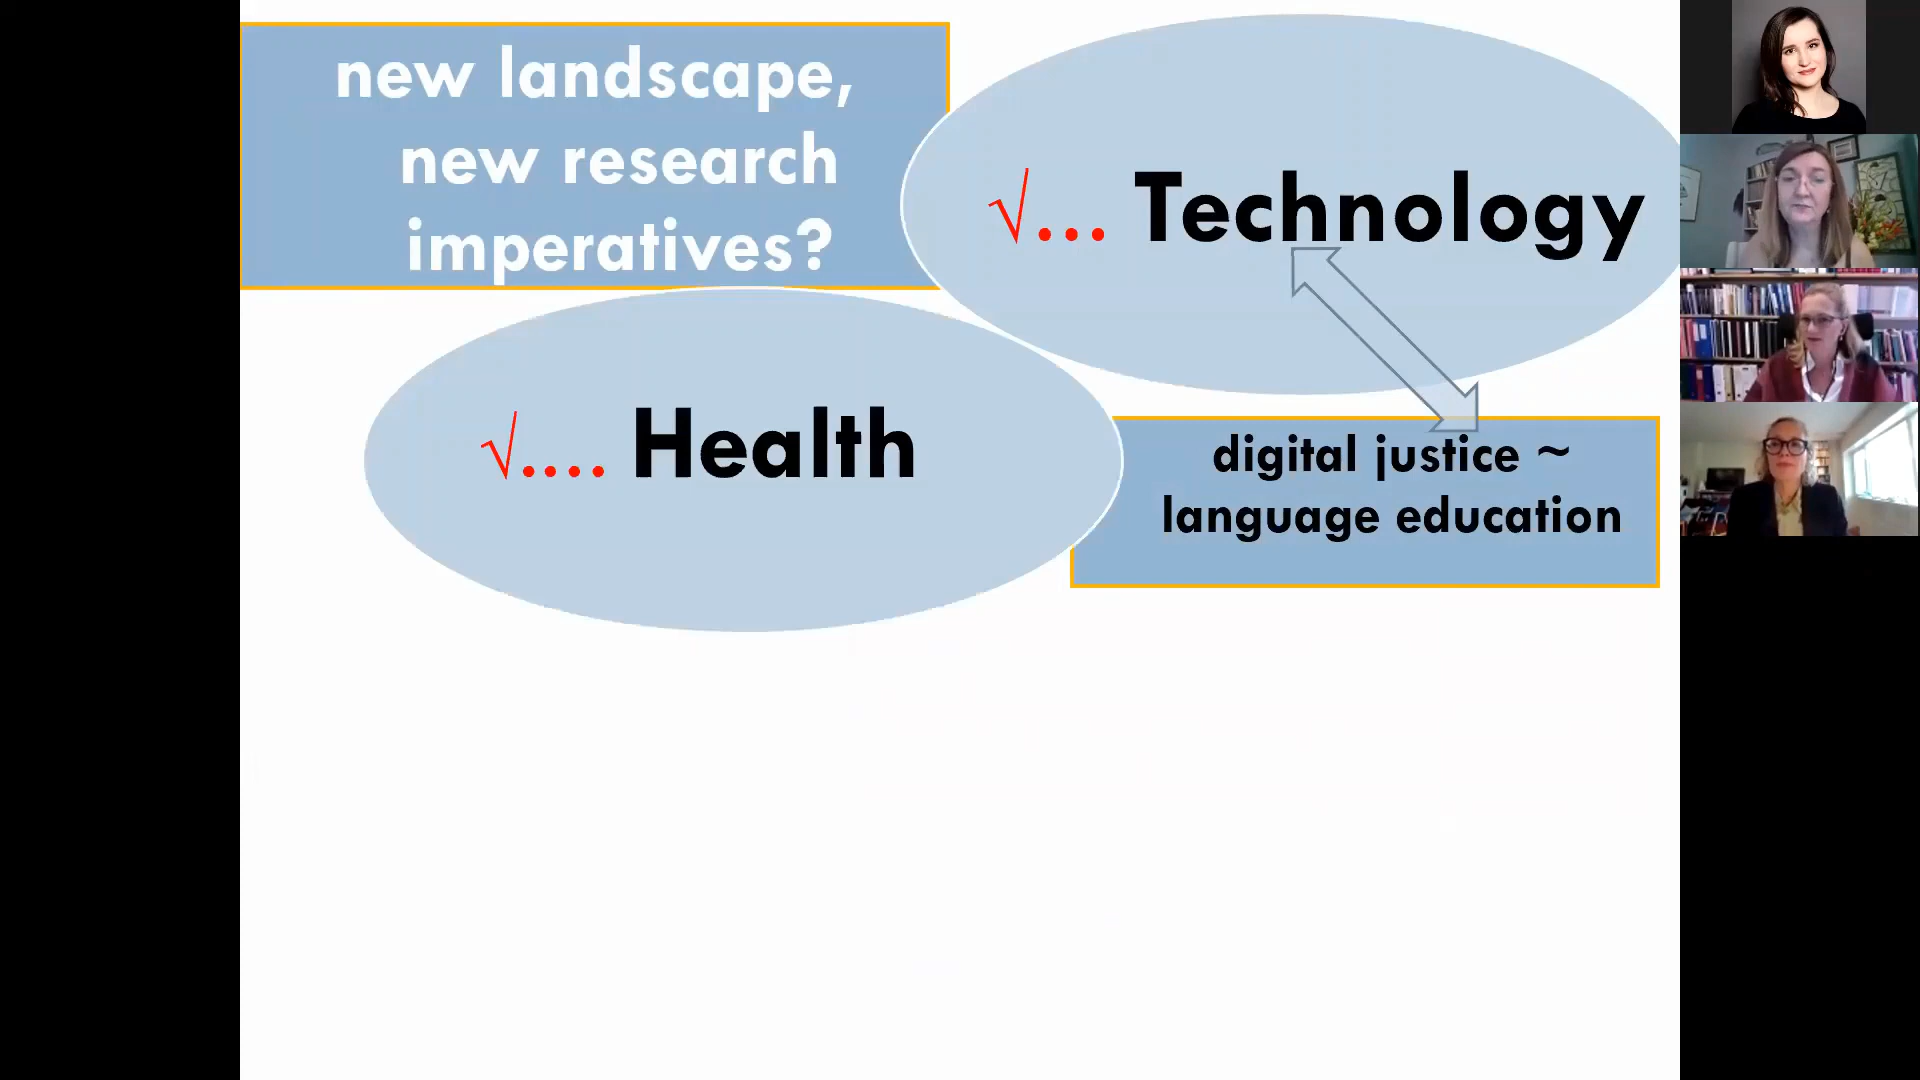 new landscape,
new research
imperatives?
√... Technology
√.... Health
digital justice ~
language education